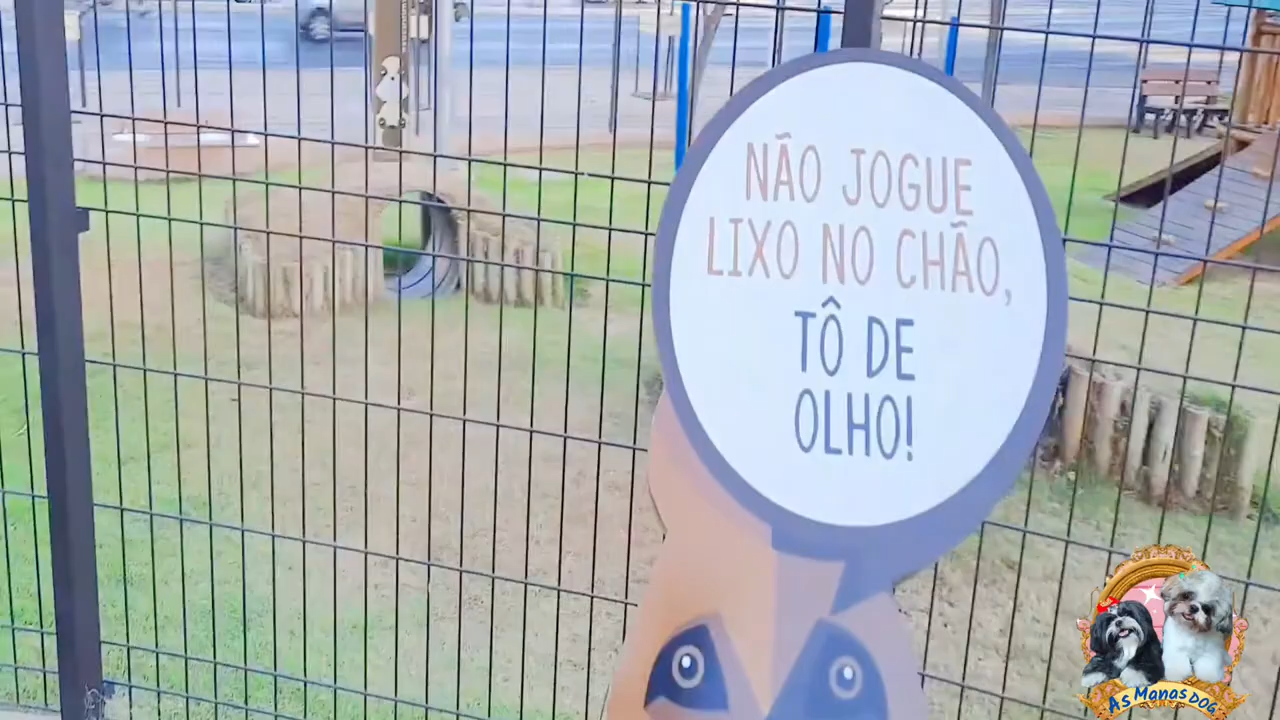 NÃO JOGUE
LIXO NO CHÃO,
TÔ DE
OLHO!
As Manas DOG